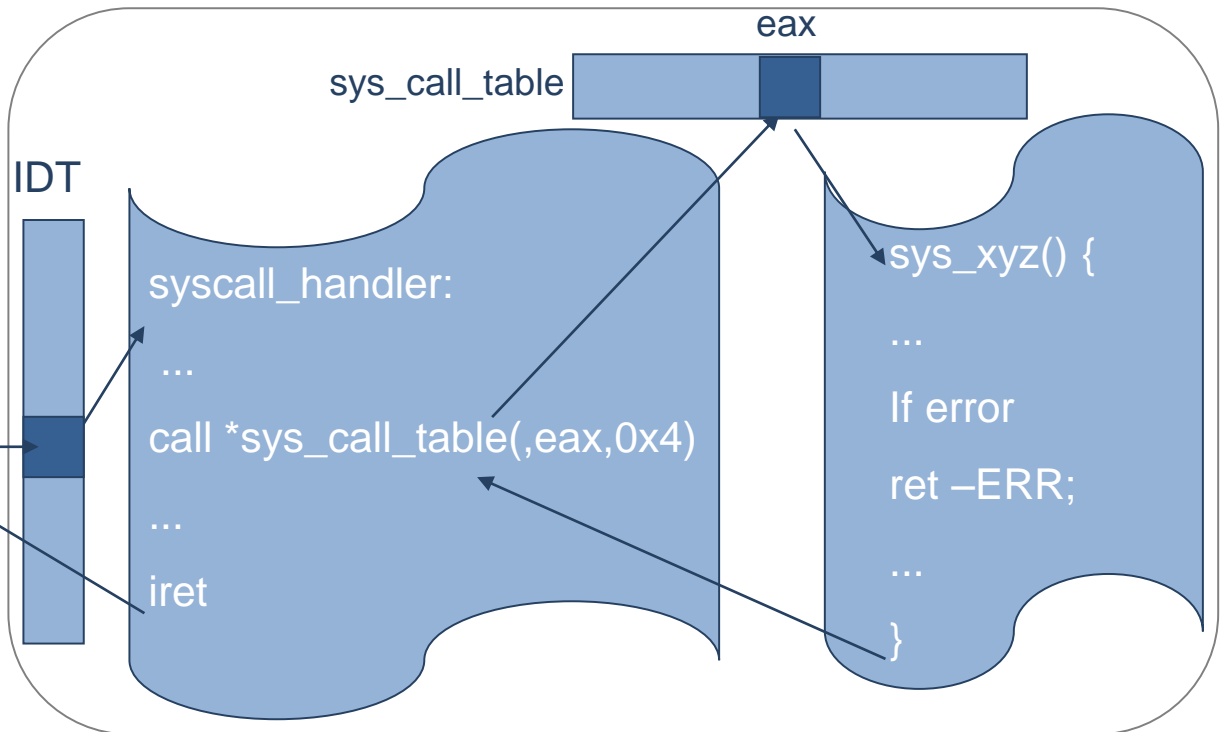 eax
sys_call_table
IDT
syscall_handler:
...
call *sys_call_table(,eax,0x4)
...
iret
sys_xyz() {
...
If error
ret –ERR;
...
}